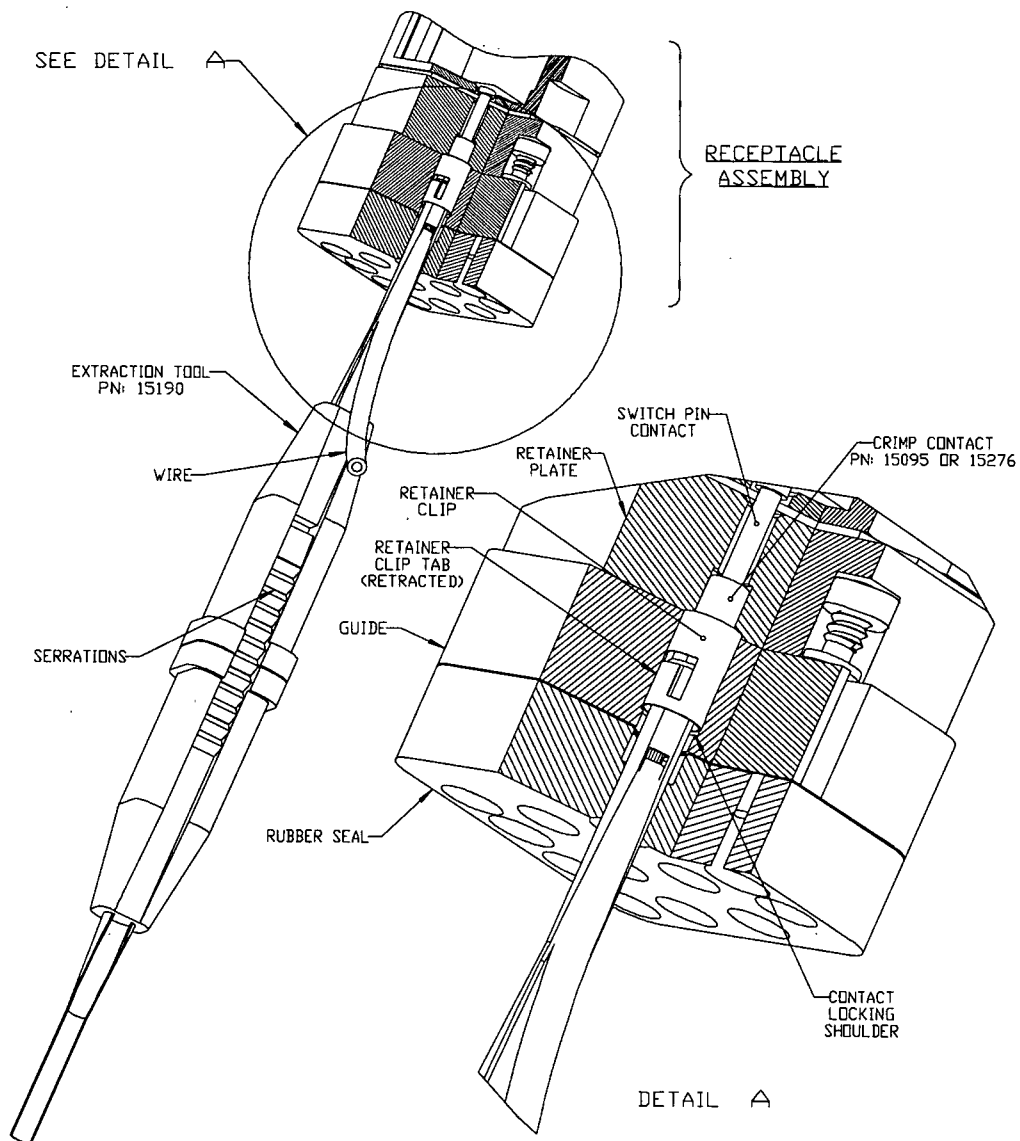 SEE DETAIL A
RECEPTACLE
ASSEMBLY
EXTRACTION TOOL
PN: 15190
WIRE
SERRATIONS
SWITCH PIN
CONTACT
CRIMP CONTACT
PN: 15095 OR 15276
RETAINER
PLATE
RETAINER
CLIP
RETAINER
CLIP TAB
(RETRACTED)
GUIDE
RUBBER SEAL
CONTACT
LOCKING
SHOULDER
DETAIL A